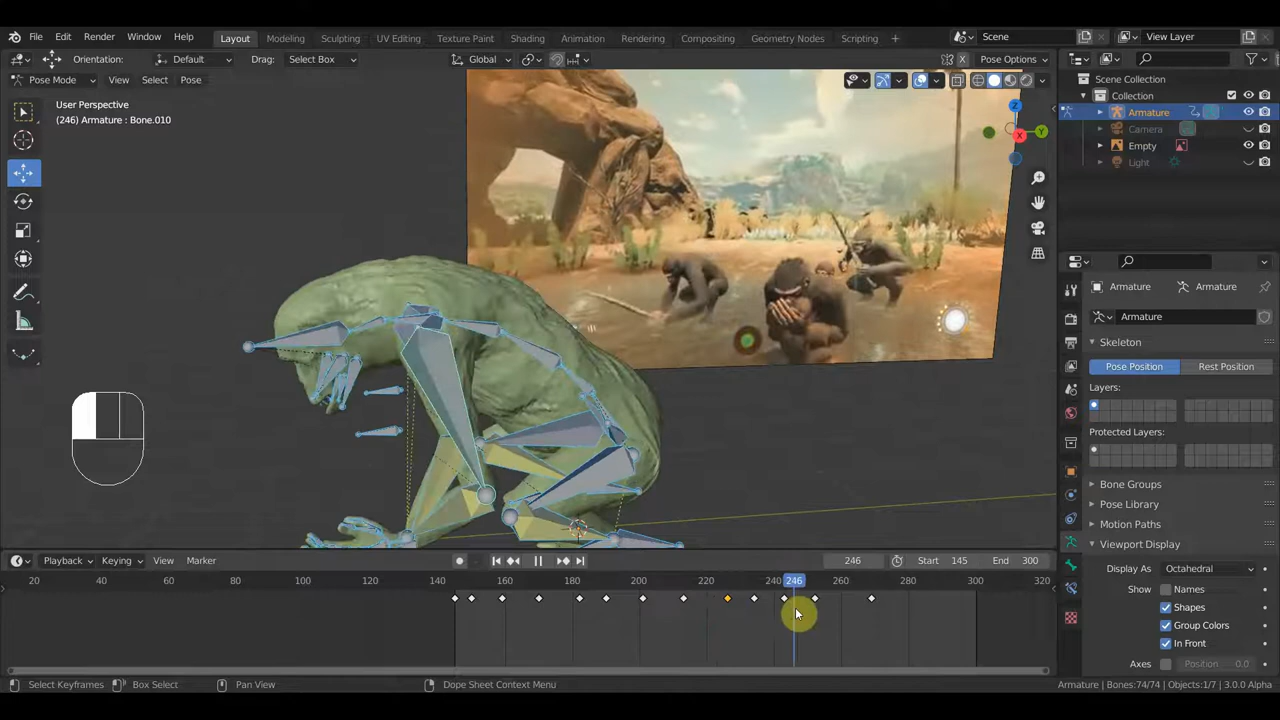 File Edit Render Window Help Layout Modeling Sculpting UV Editing Texture Paint Shading Animation Rendering Compositing Geometry Nodes Scripting + Scene View Layer
Orientation: Default Drag: Select Box Global X Pose Options
Pose Mode View Select Pose
User Perspective
(246) Armature : Bone.010
Z
Y
X
Scene Collection
Collection
Armature
Camera
Empty
Light
Armature Armature
Armature
Skeleton
Pose Position Rest Position
Layers:
Protected Layers:
Bone Groups
Pose Library
Motion Paths
Viewport Display
Display As Octahedral
Names
Shapes
Group Colors
In Front
Axes Position 0.0
Playback Keying View Marker 246 Start 145 End 300
20 40 60 80 100 120 140 160 180 200 220 240 246 260 280 300 320
Select Keyframes Box Select Pan View Dope Sheet Context Menu Armature | Bones:74/74 | Objects:1/7 | 3.0.0 Alpha